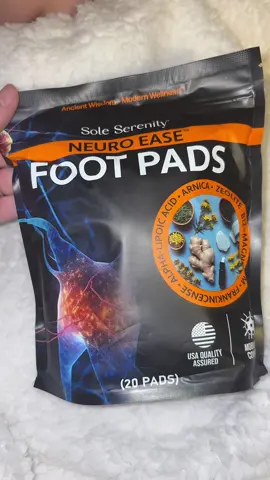 Ancient Wisdom - Modern Wellness
Sole Serenity
NEURO EASE™
FOOT PADS
ALPHA-LIPOIC ACID • ARNICA • ZEOLITE • FRANKINCENSE •
USA QUALITY
ASSURED
(20 PADS)